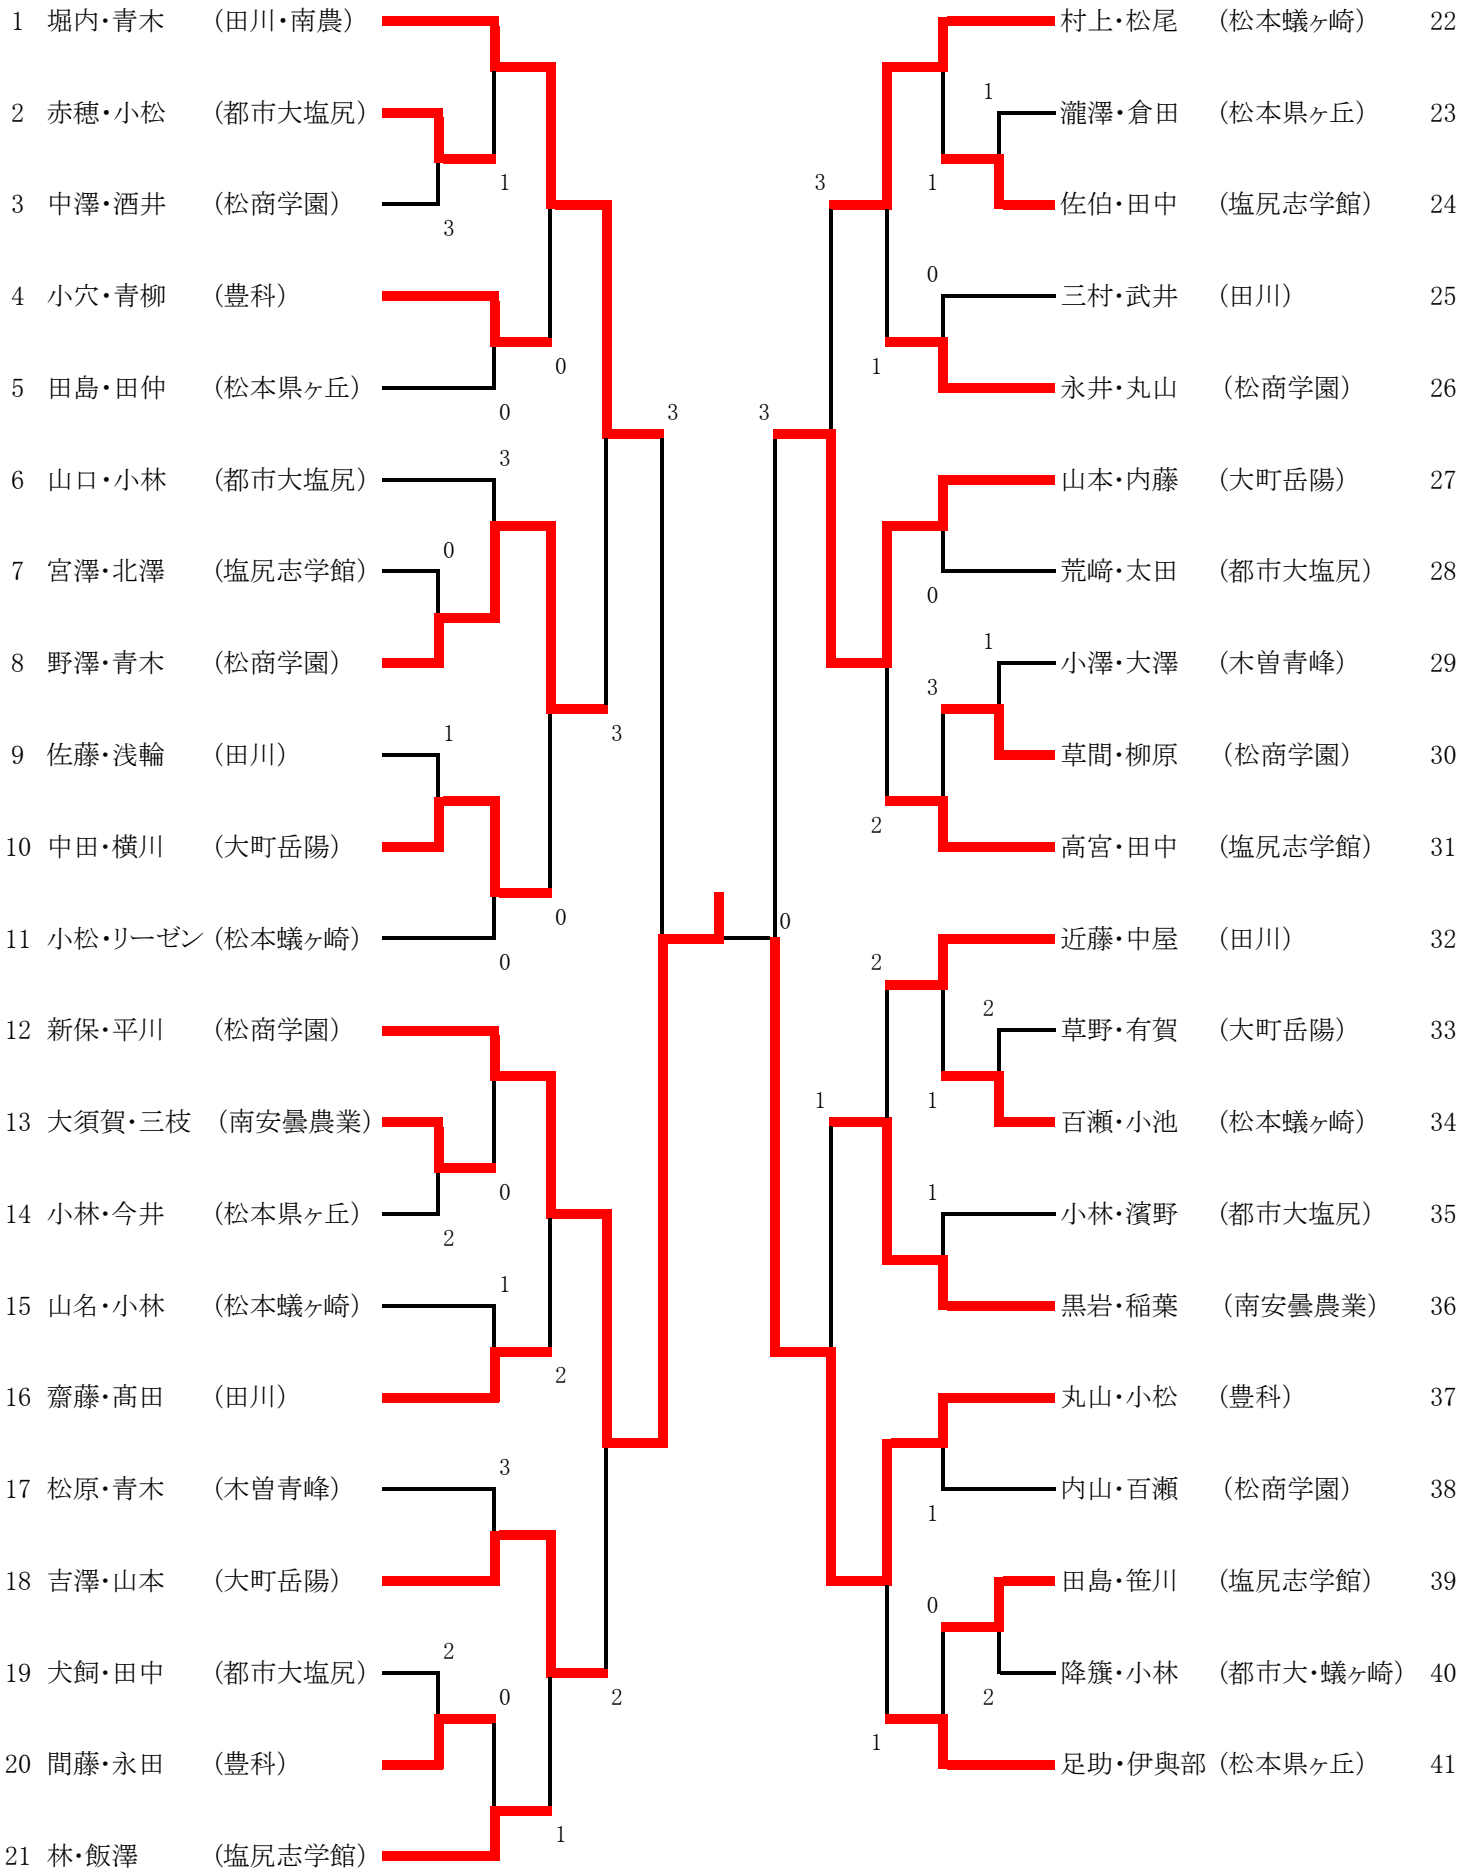 1 堀内・青木 (田川・南農)
2 赤穂・小松 (都市大塩尻)
3 中澤・酒井 (松商学園)
4 小穴・青柳 (豊科)
5 田島・田仲 (松本県ヶ丘)
6 山口・小林 (都市大塩尻)
7 宮澤・北澤 (塩尻志学館)
8 野澤・青木 (松商学園)
9 佐藤・浅輪 (田川)
10 中田・横川 (大町岳陽)
11 小松・リーゼン (松本蟻ヶ崎)
12 新保・平川 (松商学園)
13 大須賀・三枝 (南安曇農業)
14 小林・今井 (松本県ヶ丘)
15 山名・小林 (松本蟻ヶ崎)
16 齋藤・髙田 (田川)
17 松原・青木 (木曽青峰)
18 吉澤・山本 (大町岳陽)
19 犬飼・田中 (都市大塩尻)
20 間藤・永田 (豊科)
21 林・飯澤 (塩尻志学館)
1
3
0
0
3
0
1
0
0
3
0
2
1
2
3
2
0
1
2
3
3
0
村上・松尾 (松本蟻ヶ崎) 22
瀧澤・倉田 (松本県ヶ丘) 23
佐伯・田中 (塩尻志学館) 24
三村・武井 (田川) 25
永井・丸山 (松商学園) 26
山本・内藤 (大町岳陽) 27
荒﨑・太田 (都市大塩尻) 28
小澤・大澤 (木曽青峰) 29
草間・柳原 (松商学園) 30
高宮・田中 (塩尻志学館) 31
近藤・中屋 (田川) 32
草野・有賀 (大町岳陽) 33
百瀬・小池 (松本蟻ヶ崎) 34
小林・濱野 (都市大塩尻) 35
黒岩・稲葉 (南安曇農業) 36
丸山・小松 (豊科) 37
内山・百瀬 (松商学園) 38
田島・笹川 (塩尻志学館) 39
降籏・小林 (都市大・蟻ヶ崎) 40
足助・伊與部 (松本県ヶ丘) 41
1
3
1
0
1
0
1
3
2
2
2
1
1
1
1
0
2
1